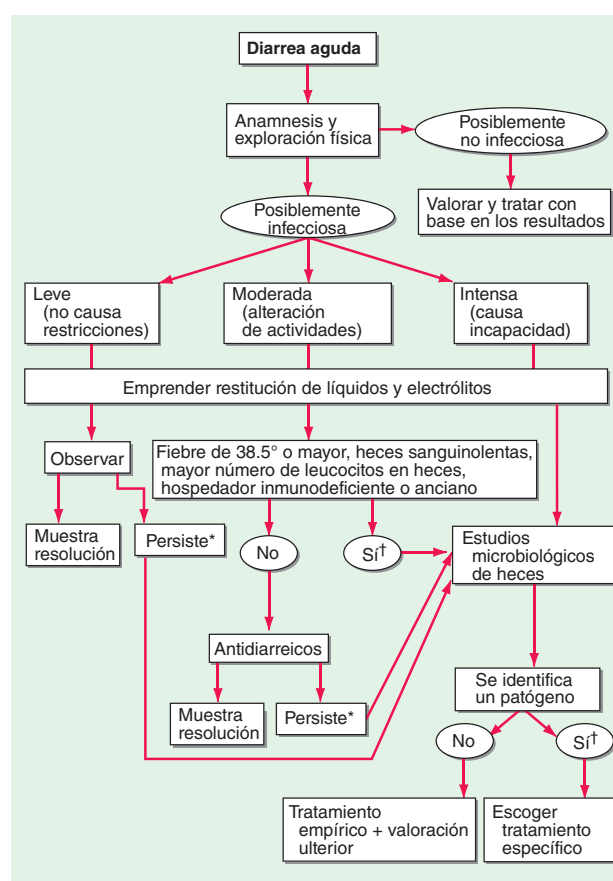 Diarrea aguda
Anamnesis y
exploración física
Posiblemente
no infecciosa
Valorar y tratar con
base en los resultados
Posiblemente
infecciosa
Leve
(no causa
restricciones)
Moderada
(alteración
de actividades)
Intensa
(causa
incapacidad)
Emprender restitución de líquidos y electrólitos
Observar
Fiebre de 38.5° o mayor, heces sanguinolentas,
mayor número de leucocitos en heces,
hospedador inmunodeficiente o anciano
Muestra
resolución
Persiste*
No
Sí†
Estudios
microbiológicos
de heces
Antidiarreicos
Muestra
resolución
Persiste*
Se identifica
un patógeno
No
Sí†
Tratamiento
empírico + valoración
ulterior
Escoger
tratamiento
específico